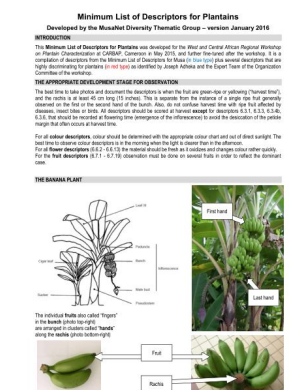 Minimum List of Descriptors for Plantains
Developed by the MusaNet Diversity Thematic Group – version January 2016
INTRODUCTION
This Minimum List of Descriptors for Plantains was developed for the West and Central African Regional Workshop
on Plantain Characterization at CARBAP, Cameroon in May 2015, and further fine-tuned after the workshop. It is a
compilation of descriptors from the Minimum List of Descriptors for Musa (in blue type) plus several descriptors that are
highly discriminating for plantains (in red type) as identified by Joseph Adheka and the Expert Team of the Organization
Committee of the workshop.
THE APPROPRIATE DEVELOPMENT STAGE FOR OBSERVATION
The best time to take photos and document the descriptors is when the fruit are green-ripe or yellowing ("harvest time"),
and the rachis is at least 45 cm long (15 inches). This is separate from the instance of a single ripe fruit generally
observed on the first or the second hand of the bunch. Also, do not confuse harvest time with ripe fruit affected by
diseases, insect bites or birds. All descriptors should be scored at harvest except for descriptors 6.3.1, 6.3.3, 6.3.4b,
6.3.6, that should be recorded at flowering time (emergence of the inflorescence) to avoid the desiccation of the petiole
margin that often occurs at harvest time.
For all colour descriptors, colour should be determined with the appropriate colour chart and out of direct sunlight. The
best time to observe colour descriptors is in the morning when the light is clearer than in the afternoon.
For all flower descriptors (6.6.2 - 6.6.13) the material should be fresh as it oxidizes and changes colour rather quickly.
For the fruit descriptors (6.7.1 - 6.7.19) observation must be done on several fruits in order to reflect the dominant
case.
THE BANANA PLANT
Leaf III
First hand
Peduncle
Bunch
Inflorescence
Cigar leaf
Male bud
Sucker
Pseudostem
Last hand
The individual fruits also called "fingers"
in the bunch (photo top-right)
are arranged in clusters called "hands"
along the rachis (photo bottom-right)
Fruit
Rachis